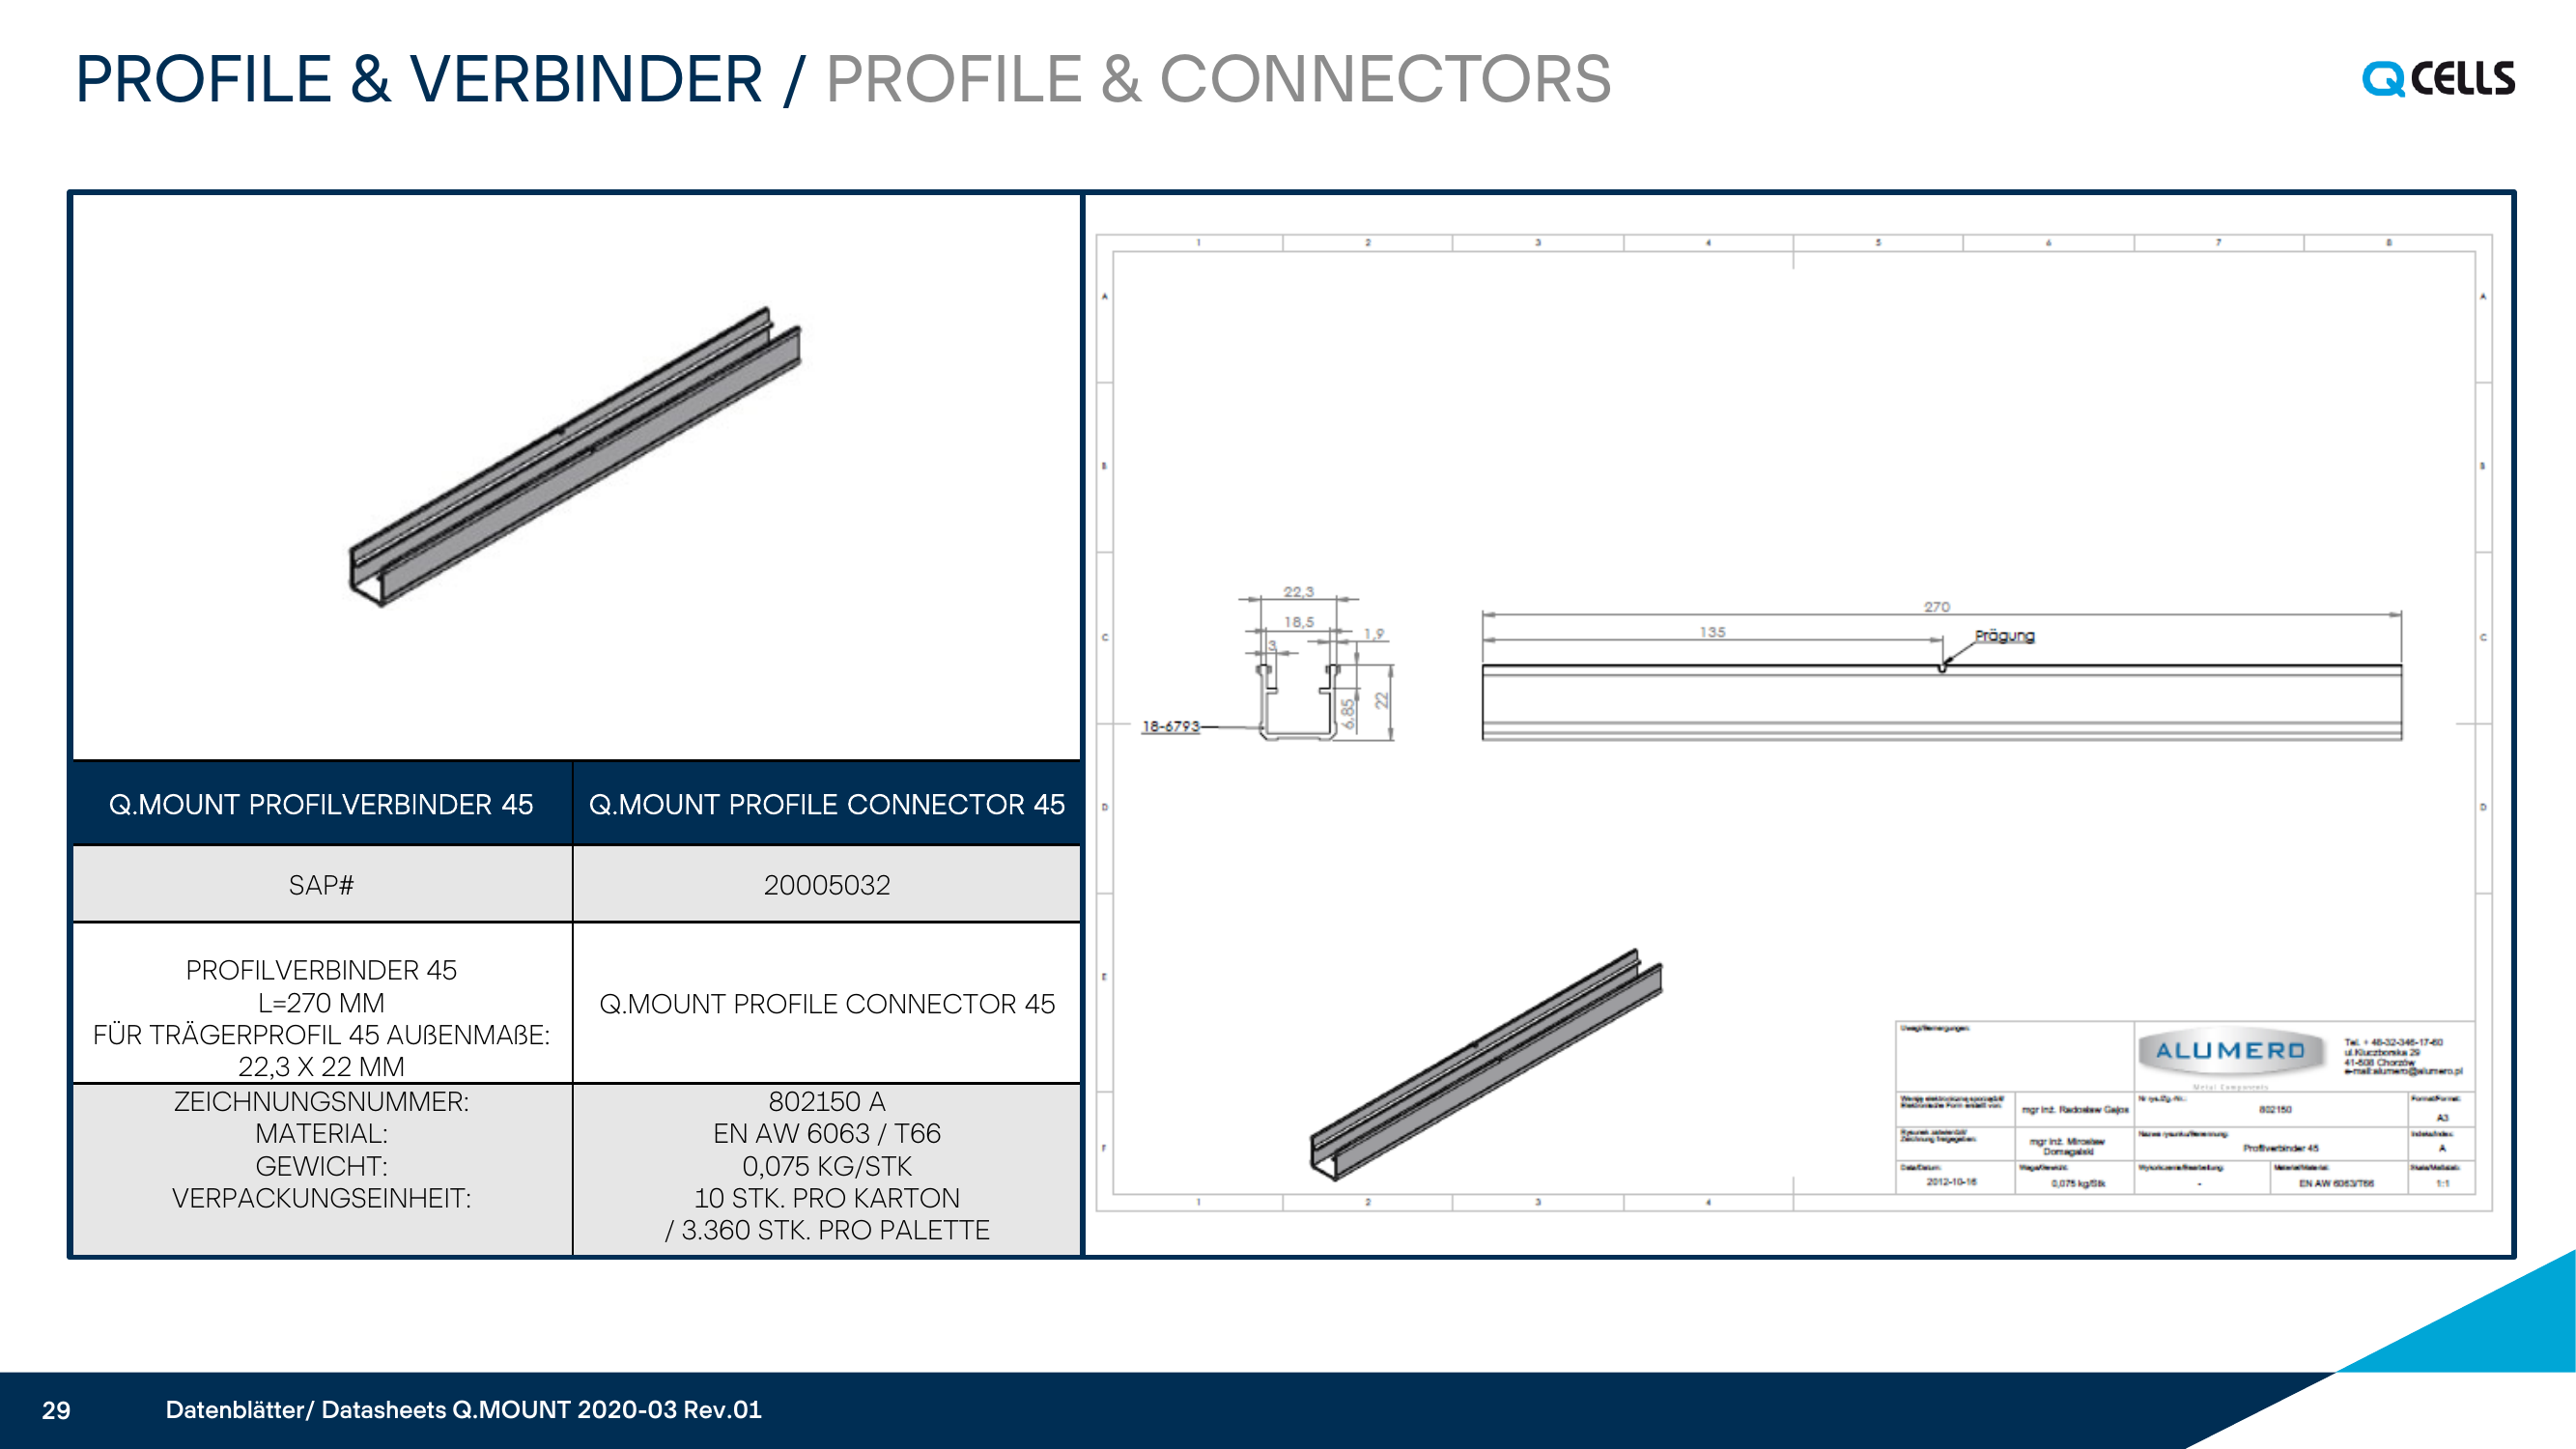 PROFILE & VERBINDER / PROFILE & CONNECTORS
Q CELLS
Q.MOUNT PROFILVERBINDER 45
Q.MOUNT PROFILE CONNECTOR 45
SAP#
20005032
PROFILVERBINDER 45
L=270 MM
FÜR TRÄGERPROFIL 45 AUßENMAßE:
22,3 X 22 MM
Q.MOUNT PROFILE CONNECTOR 45
ZEICHNUNGSNUMMER:
MATERIAL:
GEWICHT:
VERPACKUNGSEINHEIT:
802150 A
EN AW 6063 / T66
0,075 KG/STK
10 STK. PRO KARTON
/ 3.360 STK. PRO PALETTE
1 2 3 4 5 6 7 8
A A
B B
C C
D D
E
F
22,3
18,5
1,9
3
6,85
22
18-6793
270
135
Prägung
ALUMERO
Metal Components
Tel. + 48-32-346-17-60
ul.Kluczborska 29
41-508 Chorzów
e-mail:alumero@alumero.pl
mgr inż. Radosław Gajos
802150
A3
mgr inż. Mirosław
Domagalski
Profilverbinder 45
A
2012-10-16
0,075 kg/Stk
-
EN AW 6063/T66
1:1
1 2 3 4
29
Datenblätter/ Datasheets Q.MOUNT 2020-03 Rev.01